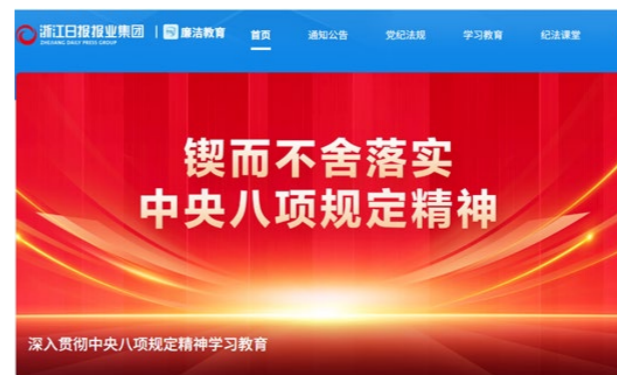 浙江日报报业集团 | 廉洁教育 首页 通知公告 党纪法规 学习教育 纪法课堂
ZHEJIANG DAILY PRESS GROUP
锲而不舍落实
中央八项规定精神
深入贯彻中央八项规定精神学习教育